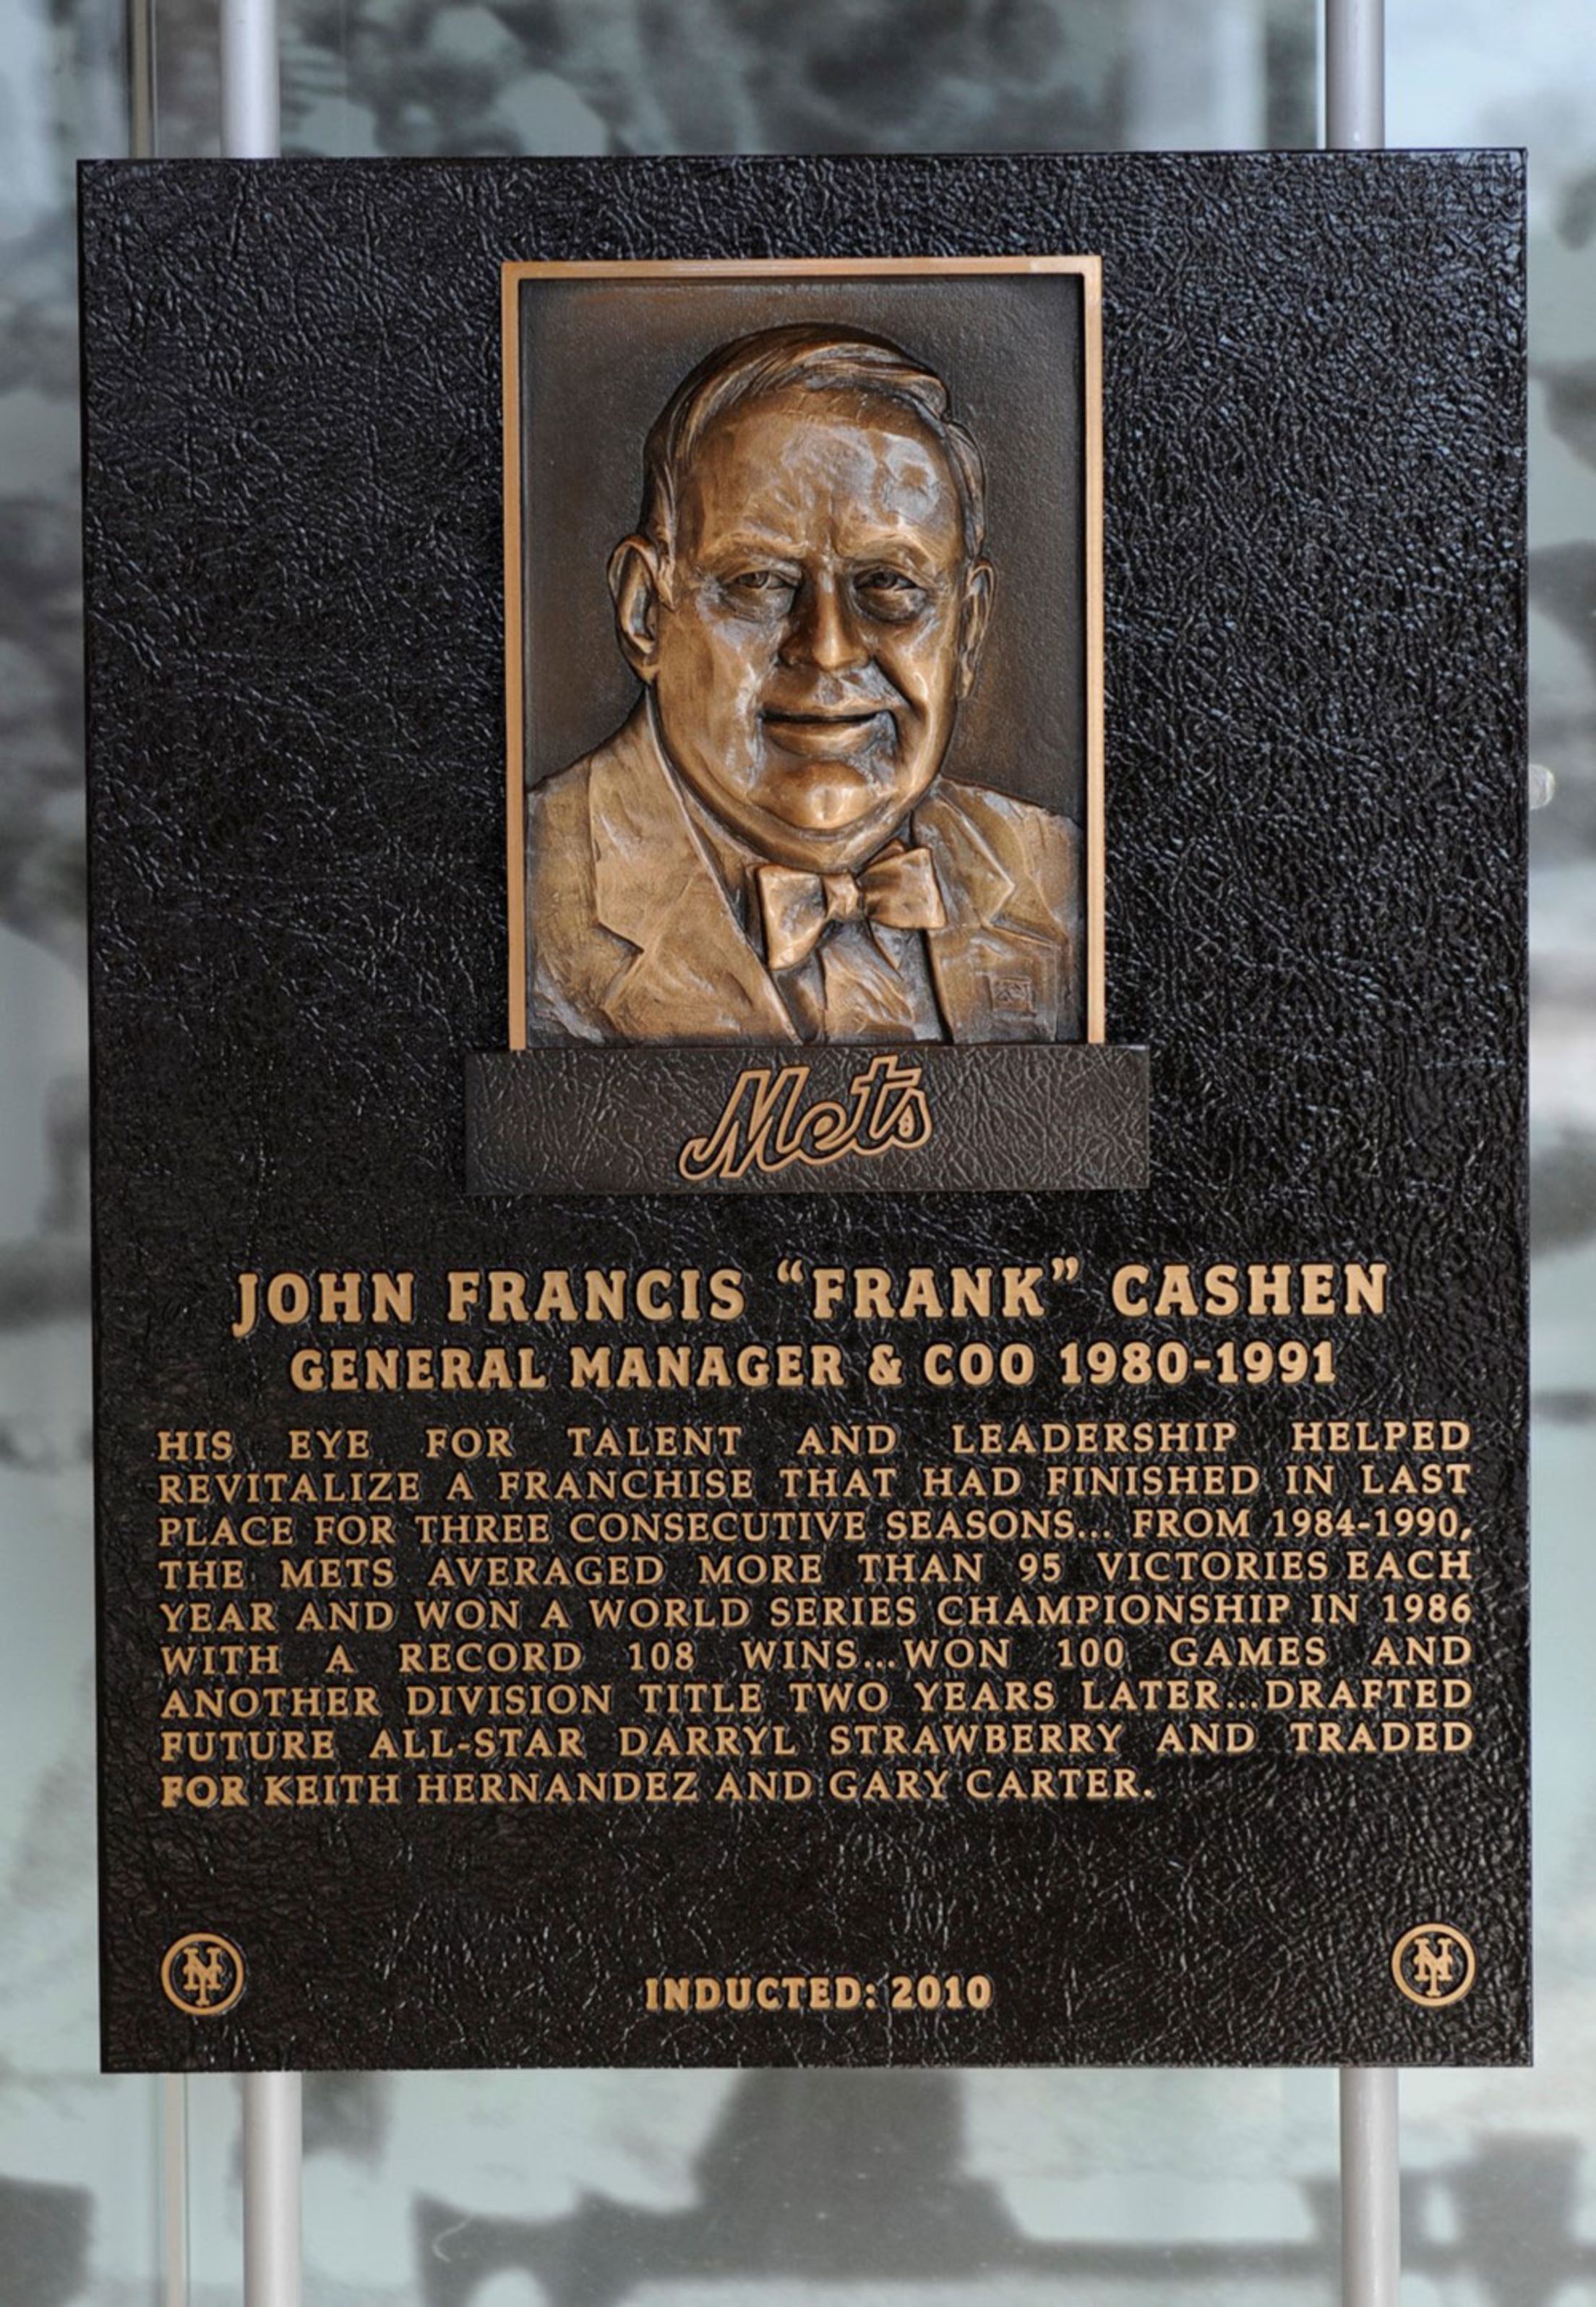 Mets
JOHN FRANCIS “FRANK” CASHEN
GENERAL MANAGER & COO 1980-1991
HIS EYE FOR TALENT AND LEADERSHIP HELPED
REVITALIZE A FRANCHISE THAT HAD FINISHED IN LAST
PLACE FOR THREE CONSECUTIVE SEASONS... FROM 1984-1990,
THE METS AVERAGED MORE THAN 95 VICTORIES EACH
YEAR AND WON A WORLD SERIES CHAMPIONSHIP IN 1986
WITH A RECORD 108 WINS...WON 100 GAMES AND
ANOTHER DIVISION TITLE TWO YEARS LATER...DRAFTED
FUTURE ALL-STAR DARRYL STRAWBERRY AND TRADED
FOR KEITH HERNANDEZ AND GARY CARTER.
NY
INDUCTED: 2010
NY